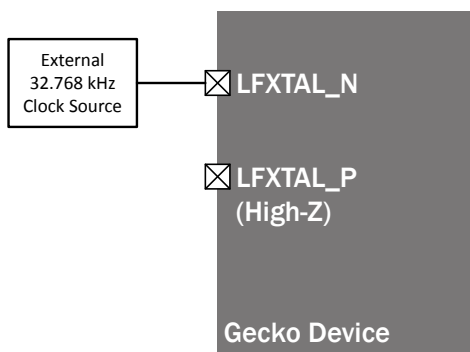 External
32.768 kHz
Clock Source
LFXTAL_N
LFXTAL_P
(High-Z)
Gecko Device